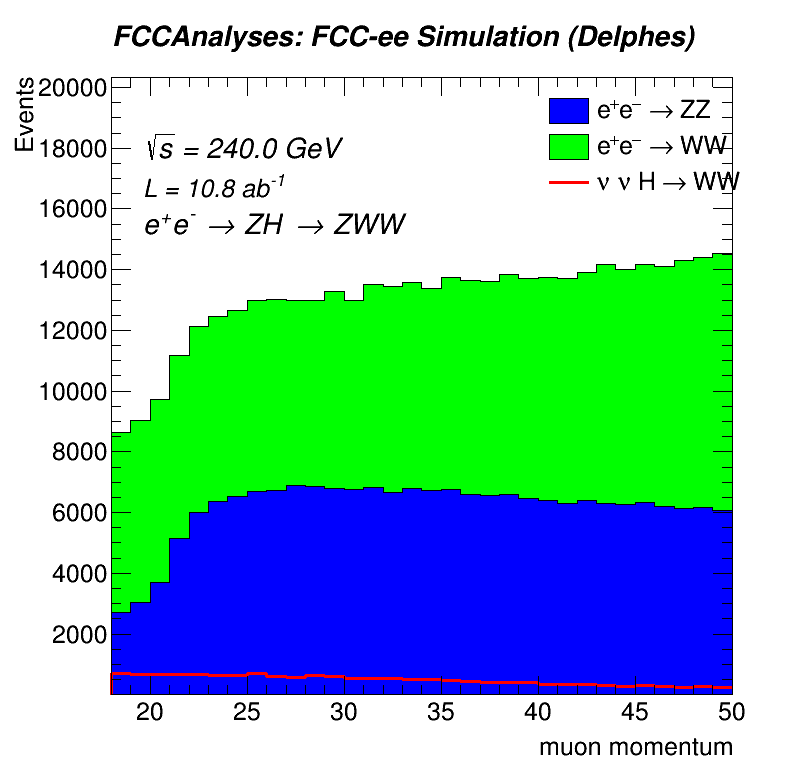 FCCAnalyses: FCC-ee Simulation (Delphes)
Events
20000
18000
16000
14000
12000
10000
8000
6000
4000
2000
√s = 240.0 GeV
L = 10.8 ab⁻¹
e⁺e⁻ → ZH → ZWW
e⁺e⁻ → ZZ
e⁺e⁻ → WW
ν ν H → WW
20 25 30 35 40 45 50
muon momentum